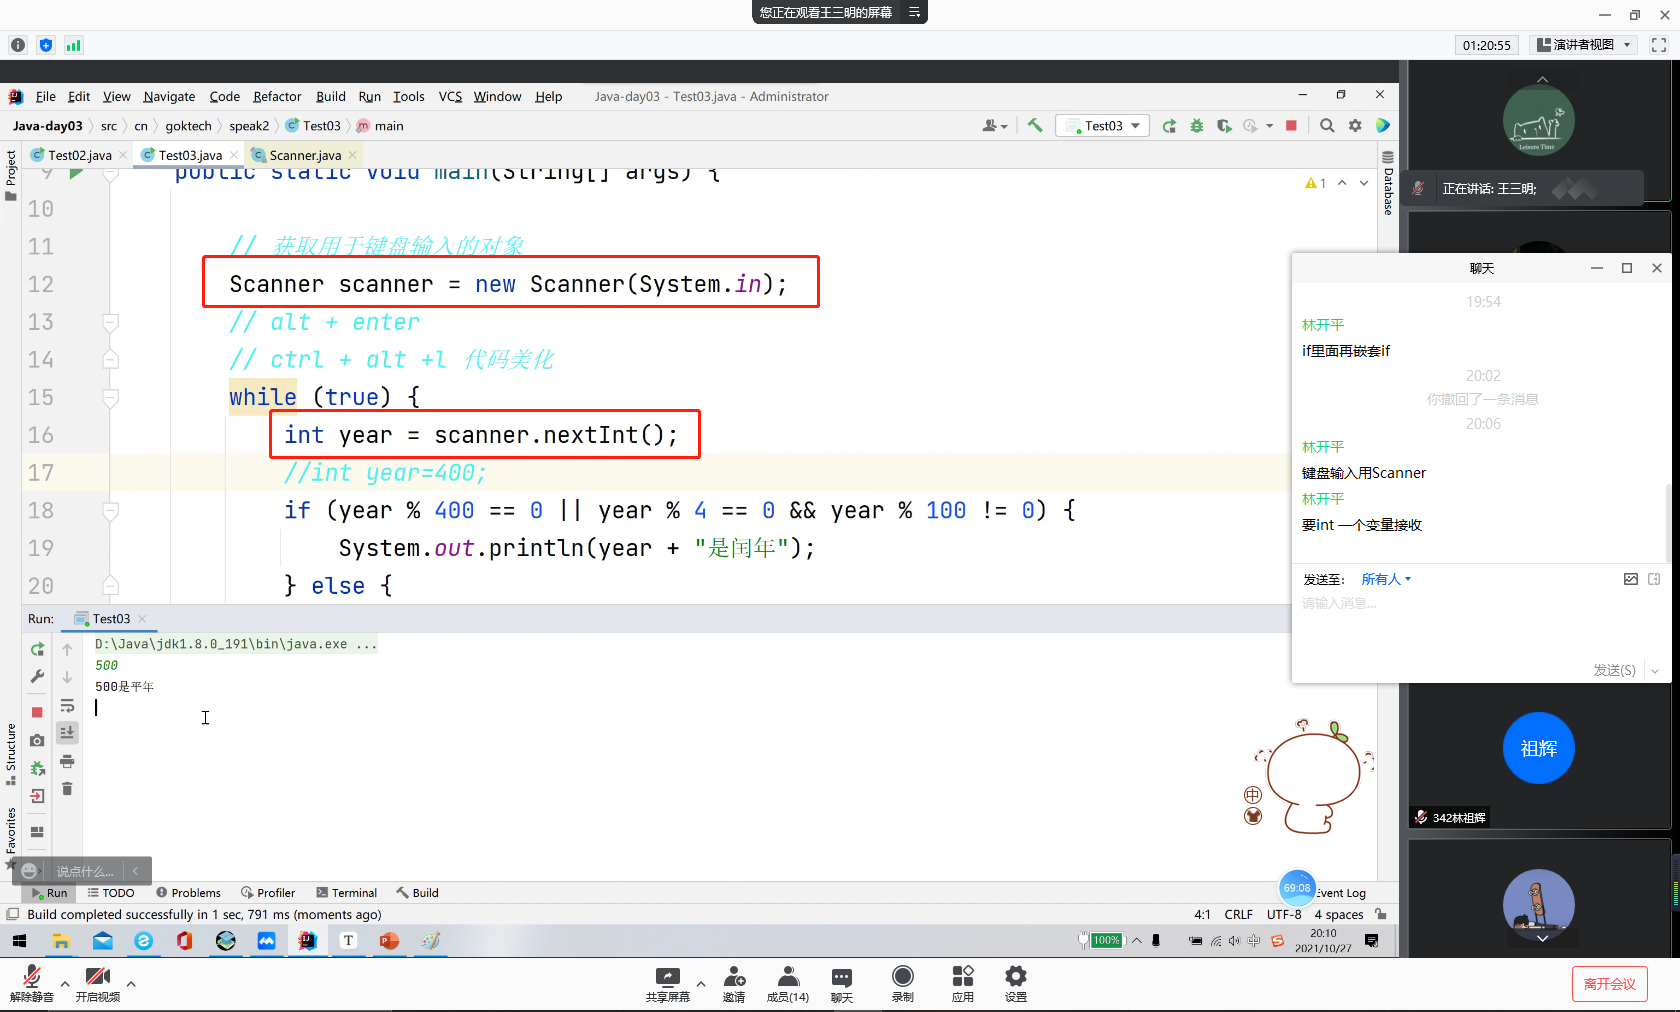 您正在观看王三明的屏幕
01:20:55
演讲者视图
File Edit View Navigate Code Refactor Build Run Tools VCS Window Help
Java-day03 - Test03.java - Administrator
Java-day03 src cn goktech speak2 Test03 main
Test03
Test02.java Test03.java Scanner.java
Project
Database
1
9 public static void main(String[] args) {
10
11 // 获取用于键盘输入的对象
12 Scanner scanner = new Scanner(System.in);
13 // alt + enter
14 // ctrl + alt +l 代码美化
15 while (true) {
16 int year = scanner.nextInt();
17 //int year=400;
18 if (year % 400 == 0 || year % 4 == 0 && year % 100 != 0) {
19 System.out.println(year + "是闰年");
20 } else {
Run: Test03
D:\Java\jdk1.8.0_191\bin\java.exe ...
500
500是平年
Structure
Favorites
中
说点什么...
Run TODO Problems Profiler Terminal Build
69:08
Event Log
Build completed successfully in 1 sec, 791 ms (moments ago)
4:1 CRLF UTF-8 4 spaces
100%
中
20:10
2021/10/27
Leisure Time
正在讲话: 王三明;
聊天
19:54
林开平
if里面再嵌套if
20:02
你撤回了一条消息
20:06
林开平
键盘输入用Scanner
林开平
要int 一个变量接收
发送至: 所有人
请输入消息...
发送(S)
祖辉
342林祖辉
解除静音
开启视频
共享屏幕
邀请
成员(14)
聊天
录制
应用
设置
离开会议